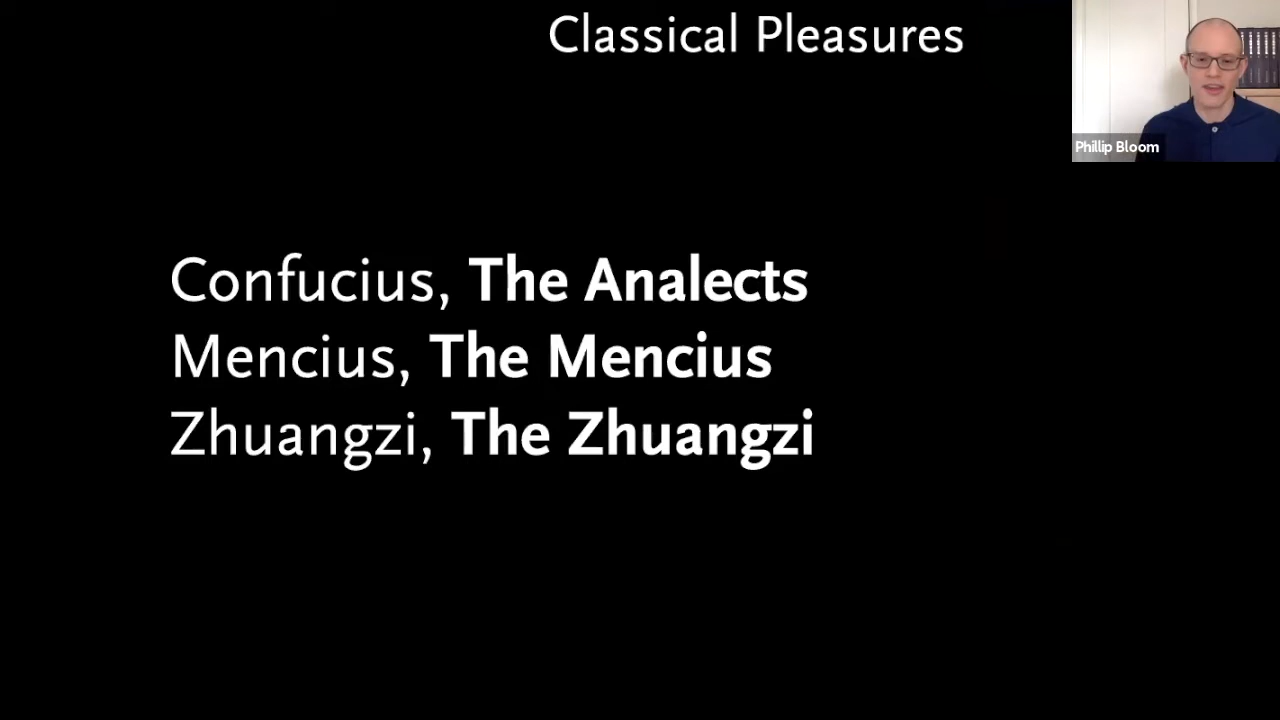 Classical Pleasures
Phillip Bloom
Confucius, The Analects
Mencius, The Mencius
Zhuangzi, The Zhuangzi